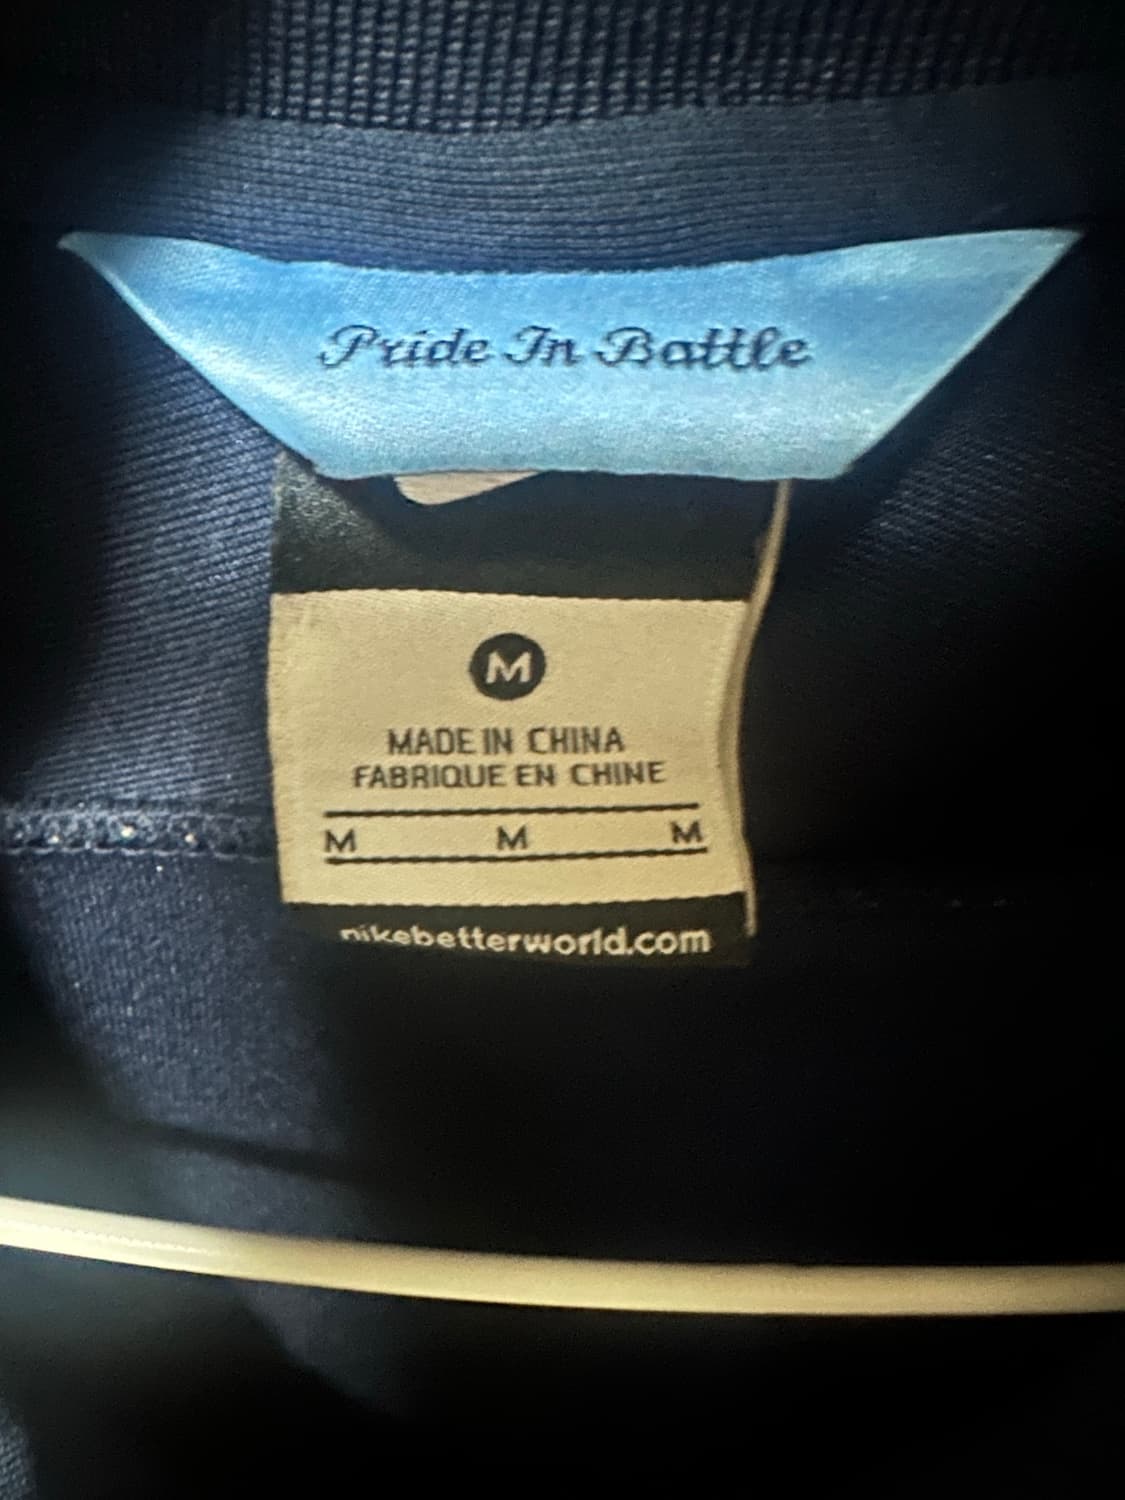 Pride In Battle
M
MADE IN CHINA
FABRIQUE EN CHINE
M M M
nikebetterworld.com